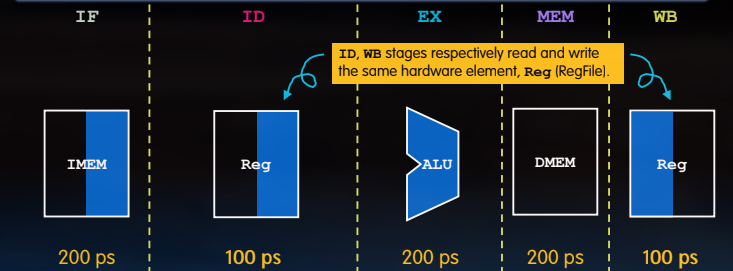 IF ID EX MEM WB
ID, WB stages respectively read and write
the same hardware element, Reg (RegFile).
IMEM Reg ALU DMEM Reg
200 ps 100 ps 200 ps 200 ps 100 ps